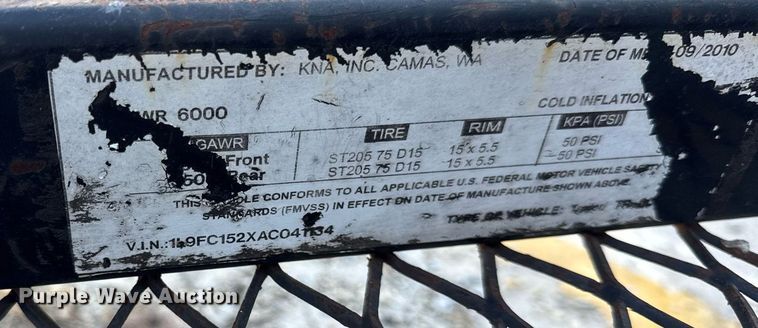 MANUFACTURED BY: KNA, INC. CAMAS, WA DATE OF 09/2010
WR 6000 COLD INFLATION
GAWR TIRE RIM KPA (PSI)
Front ST205 75 D15 15 x 5.5 50 PSI
Rear ST205 75 D15 15 x 5.5 50 PSI
THIS CONFORMS TO ALL APPLICABLE U.S. FEDERAL MOTOR VEHICLE
STANDARDS (FMVSS) IN EFFECT ON DATE OF MANUFACTURE SHOWN ABOVE.
V.I.N.: TYPE OF VEHICLE:
Purple Wave Auction